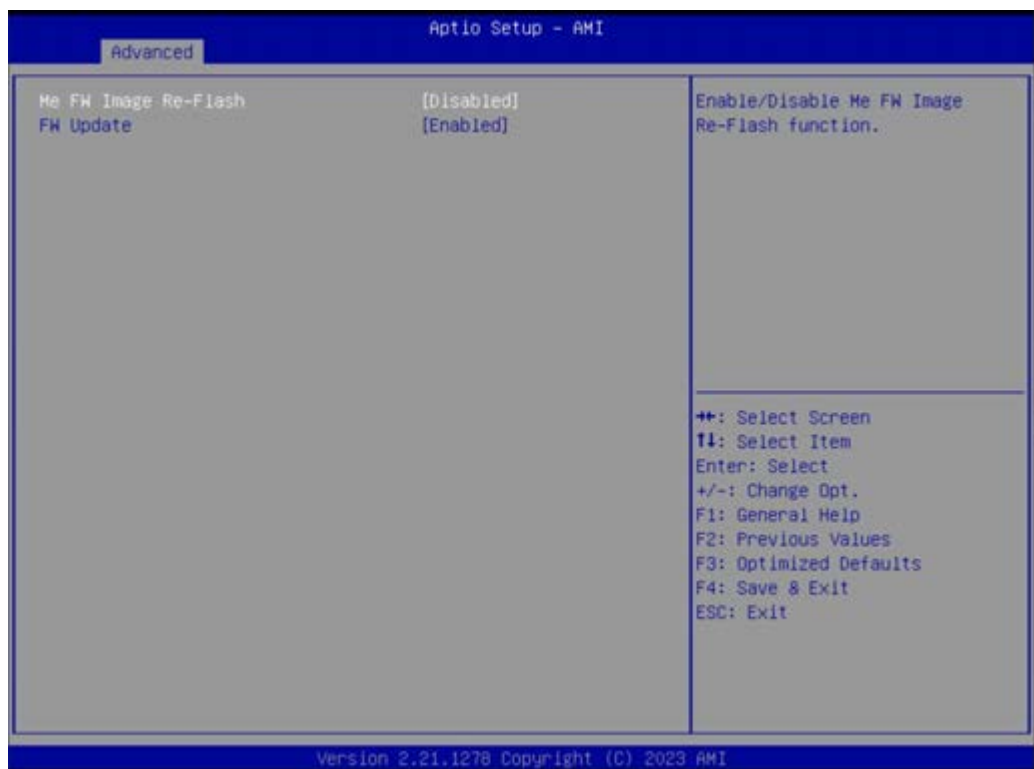 Aptio Setup – AMI
Advanced
Me FW Image Re-Flash [Disabled]
FW Update [Enabled]
Enable/Disable Me FW Image
Re-Flash function.
→←: Select Screen
↑↓: Select Item
Enter: Select
+/-: Change Opt.
F1: General Help
F2: Previous Values
F3: Optimized Defaults
F4: Save & Exit
ESC: Exit
Version 2.21.1278 Copyright (C) 2023 AMI